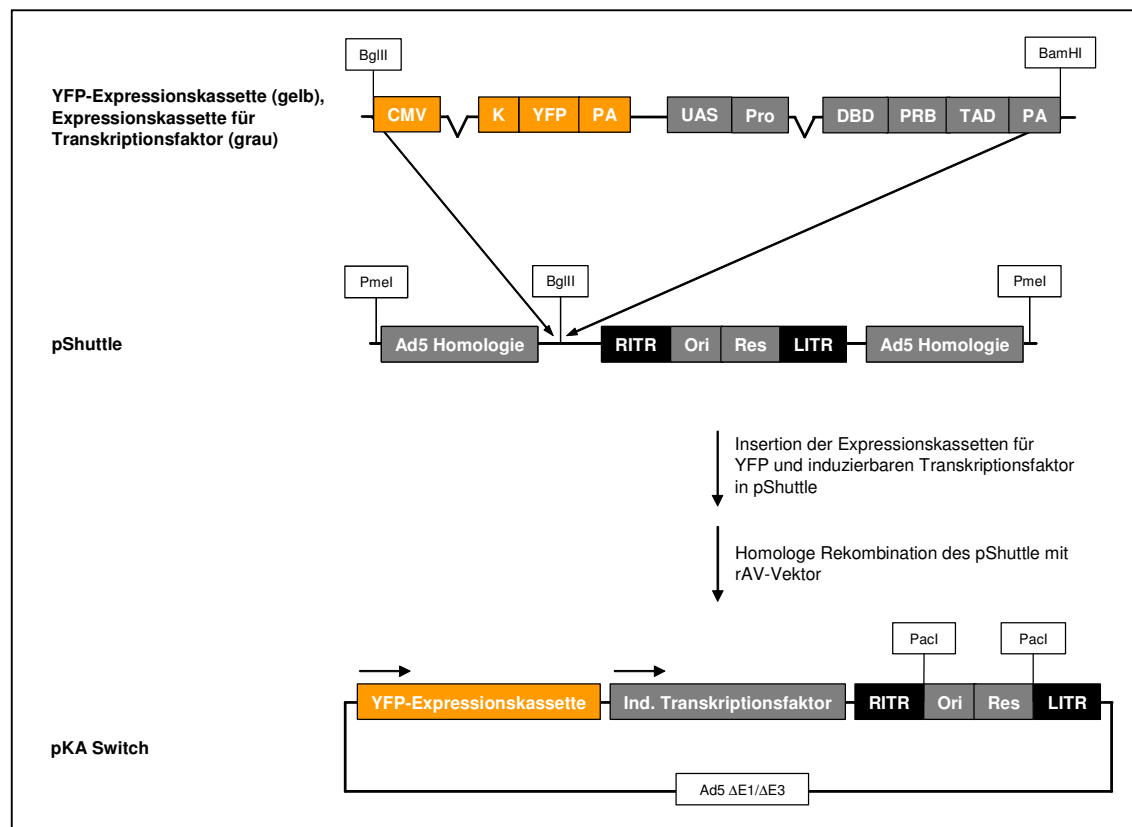 BglII
BamHI
YFP-Expressionskassette (gelb),
Expressionskassette für
Transkriptionsfaktor (grau)
CMV K YFP PA UAS Pro DBD PRB TAD PA
PmeI
BglII
PmeI
pShuttle
Ad5 Homologie RITR Ori Res LITR Ad5 Homologie
Insertion der Expressionskassetten für
YFP und induzierbaren Transkriptionsfaktor
in pShuttle
Homologe Rekombination des pShuttle mit
rAV-Vektor
PacI
PacI
YFP-Expressionskassette Ind. Transkriptionsfaktor RITR Ori Res LITR
pKA Switch
Ad5 ΔE1/ΔE3